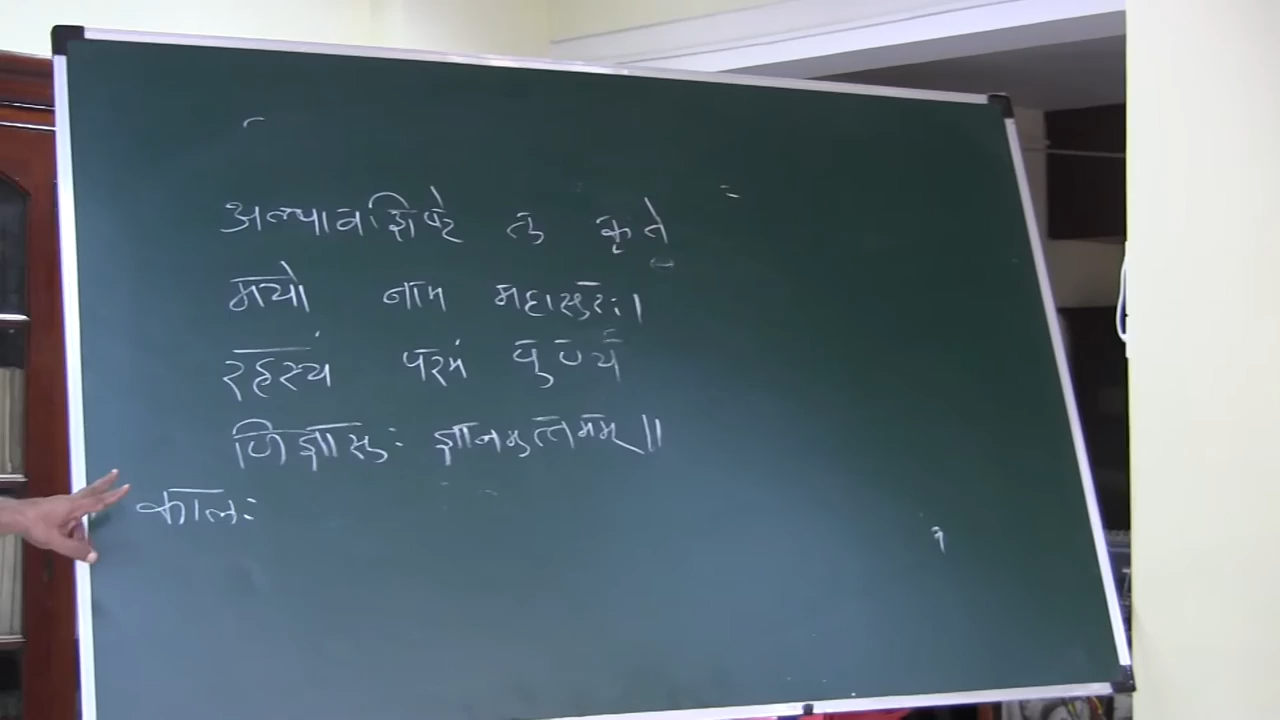 अल्पावशिष्टे तु कृते
मयो नाम महासुरः।
रहस्यं परमं पुण्यं
जिज्ञासुः ज्ञानमुत्तमम्॥
कालः